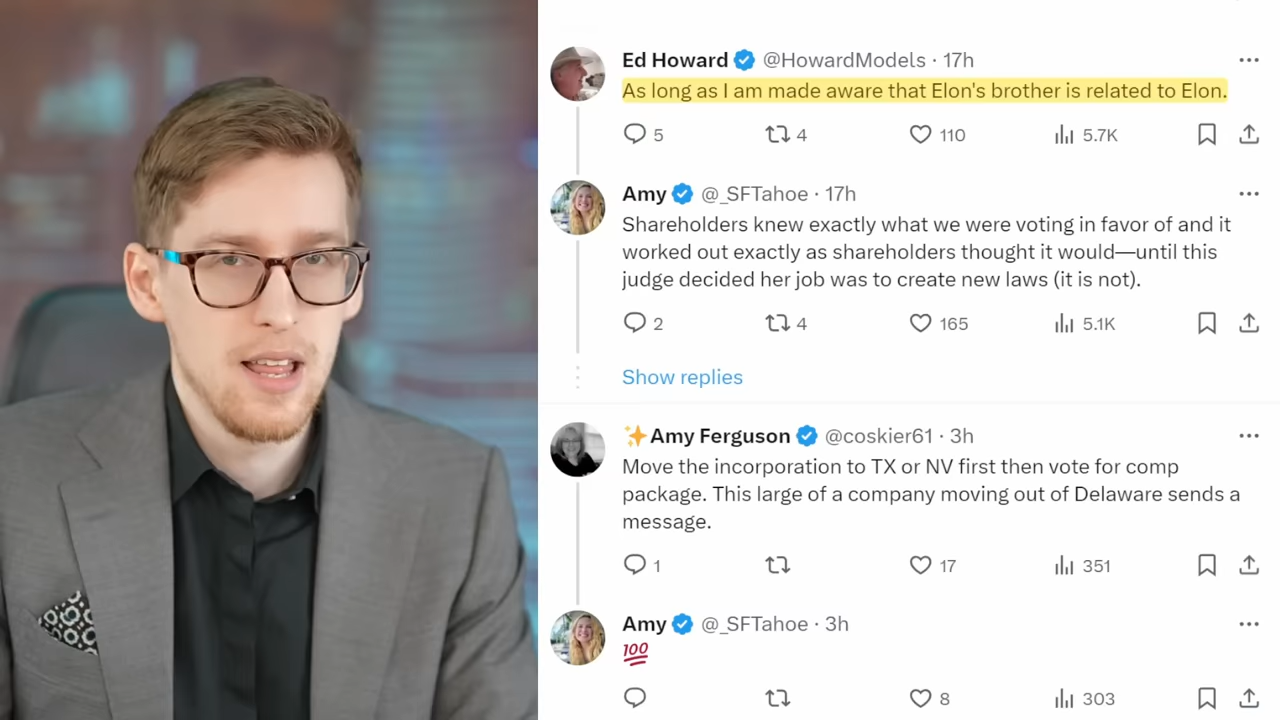 Ed Howard @HowardModels · 17h
As long as I am made aware that Elon's brother is related to Elon.
5 4 110 5.7K
Amy @_SFTahoe · 17h
Shareholders knew exactly what we were voting in favor of and it
worked out exactly as shareholders thought it would—until this
judge decided her job was to create new laws (it is not).
2 4 165 5.1K
Show replies
✨Amy Ferguson @coskier61 · 3h
Move the incorporation to TX or NV first then vote for comp
package. This large of a company moving out of Delaware sends a
message.
1 17 351
Amy @_SFTahoe · 3h
💯
8 303